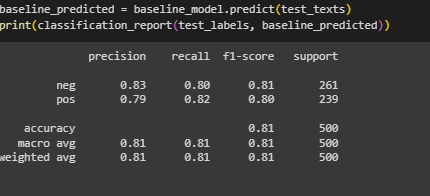 baseline_predicted = baseline_model.predict(test_texts)
print(classification_report(test_labels, baseline_predicted))
precision recall f1-score support
neg 0.83 0.80 0.81 261
pos 0.79 0.82 0.80 239
accuracy 0.81 500
macro avg 0.81 0.81 0.81 500
weighted avg 0.81 0.81 0.81 500